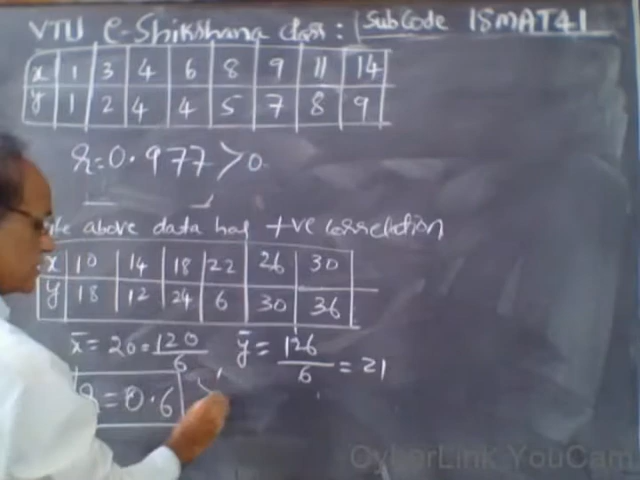 VTU e-Shikshana class: Sub Code 15MAT41
x 1 3 4 6 8 9 11 14
y 1 2 4 4 5 7 8 9
r=0.977>0
above data has +ve correlation
x 10 14 18 22 26 30
y 18 12 24 6 30 36
x̄ = 20 = 120/6 ȳ = 126/6 = 21
= 0.6
CyberLink YouCam